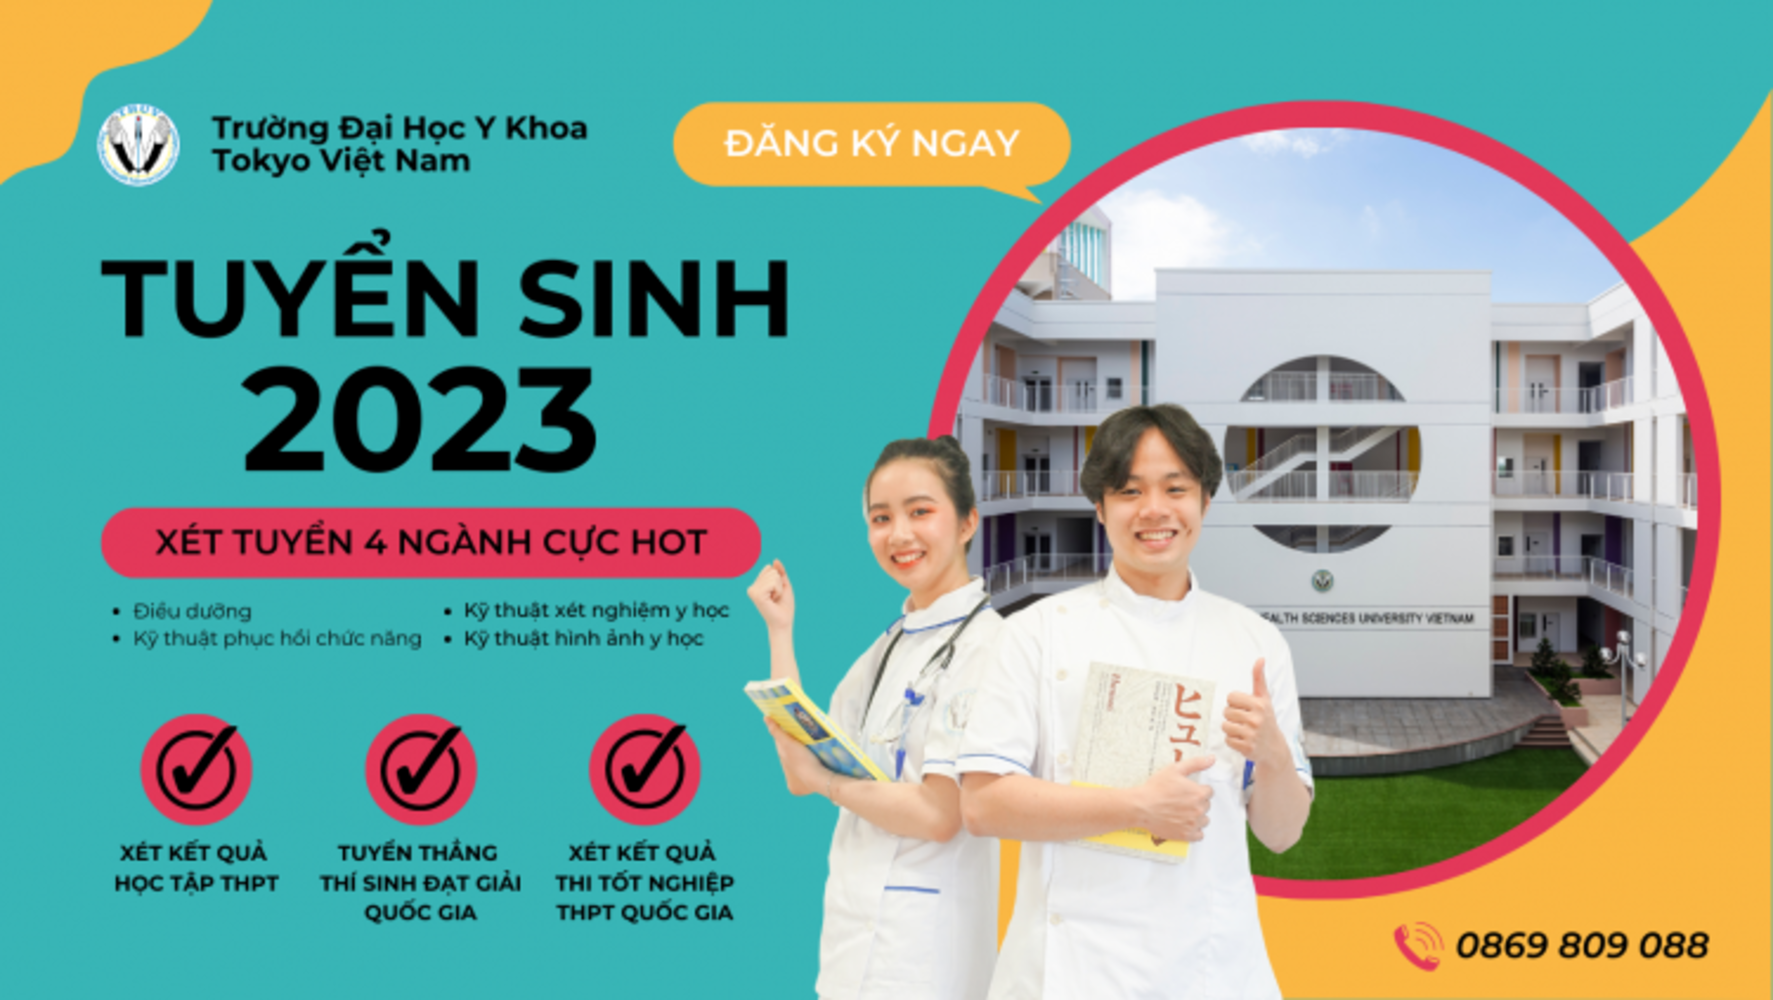 Trường Đại Học Y Khoa
Tokyo Việt Nam
ĐĂNG KÝ NGAY
TUYỂN SINH
2023
XÉT TUYỂN 4 NGÀNH CỰC HOT
• Điều dưỡng
• Kỹ thuật phục hồi chức năng
• Kỹ thuật xét nghiệm y học
• Kỹ thuật hình ảnh y học
XÉT KẾT QUẢ
HỌC TẬP THPT
TUYỂN THẲNG
THÍ SINH ĐẠT GIẢI
QUỐC GIA
XÉT KẾT QUẢ
THI TỐT NGHIỆP
THPT QUỐC GIA
HEALTH SCIENCES UNIVERSITY VIETNAM
ヒュー
0869 809 088